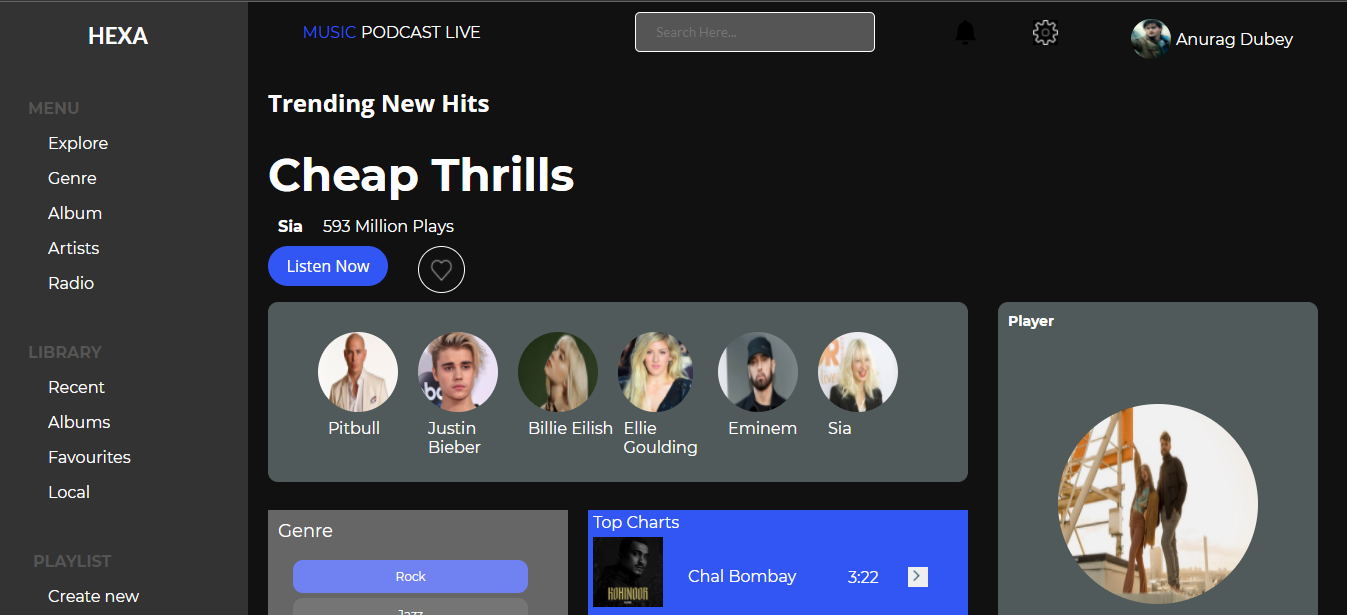 HEXA
MUSIC PODCAST LIVE
Search Here...
Anurag Dubey
MENU
Explore
Genre
Album
Artists
Radio
LIBRARY
Recent
Albums
Favourites
Local
PLAYLIST
Create new
Trending New Hits
Cheap Thrills
Sia 593 Million Plays
Listen Now
Pitbull
Justin
Bieber
Billie Eilish
Ellie
Goulding
Eminem
Sia
Player
Genre
Rock
Jazz
Top Charts
KOHINOOR
Chal Bombay 3:22